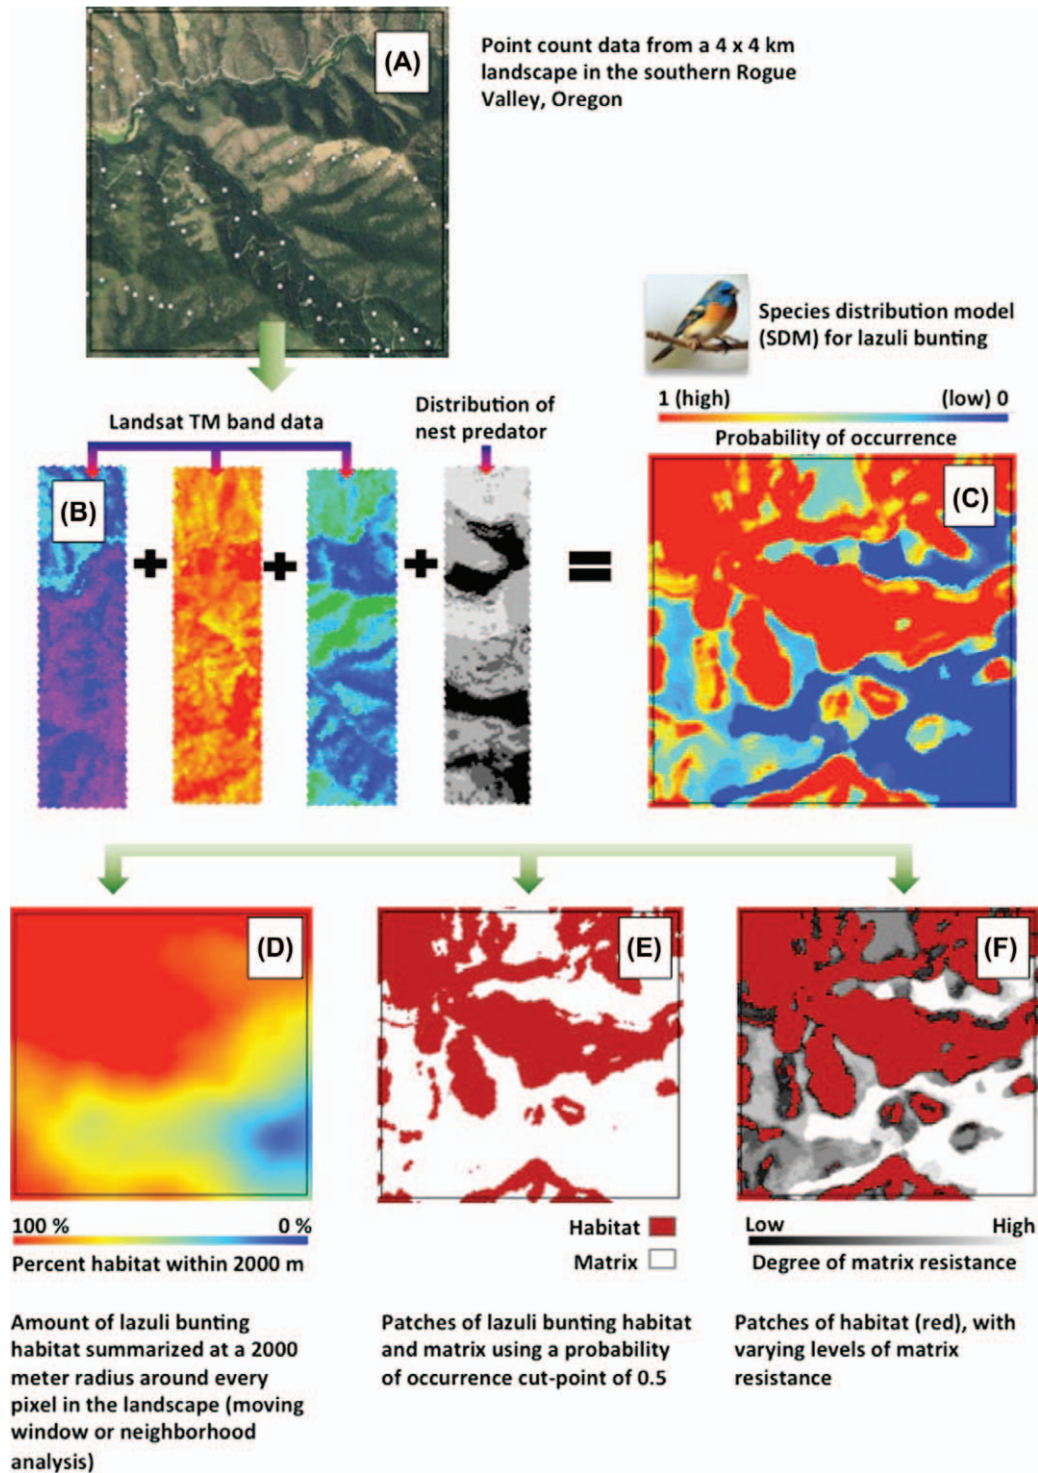 (A)
Point count data from a 4 x 4 km
landscape in the southern Rogue
Valley, Oregon
Species distribution model
(SDM) for lazuli bunting
1 (high)
(low) 0
Probability of occurrence
Landsat TM band data
Distribution of
nest predator
(B)
(C)
(D)
(E)
(F)
100 %
0 %
Percent habitat within 2000 m
Habitat
Matrix
Low
High
Degree of matrix resistance
Amount of lazuli bunting
habitat summarized at a 2000
meter radius around every
pixel in the landscape (moving
window or neighborhood
analysis)
Patches of lazuli bunting habitat
and matrix using a probability
of occurrence cut-point of 0.5
Patches of habitat (red), with
varying levels of matrix
resistance